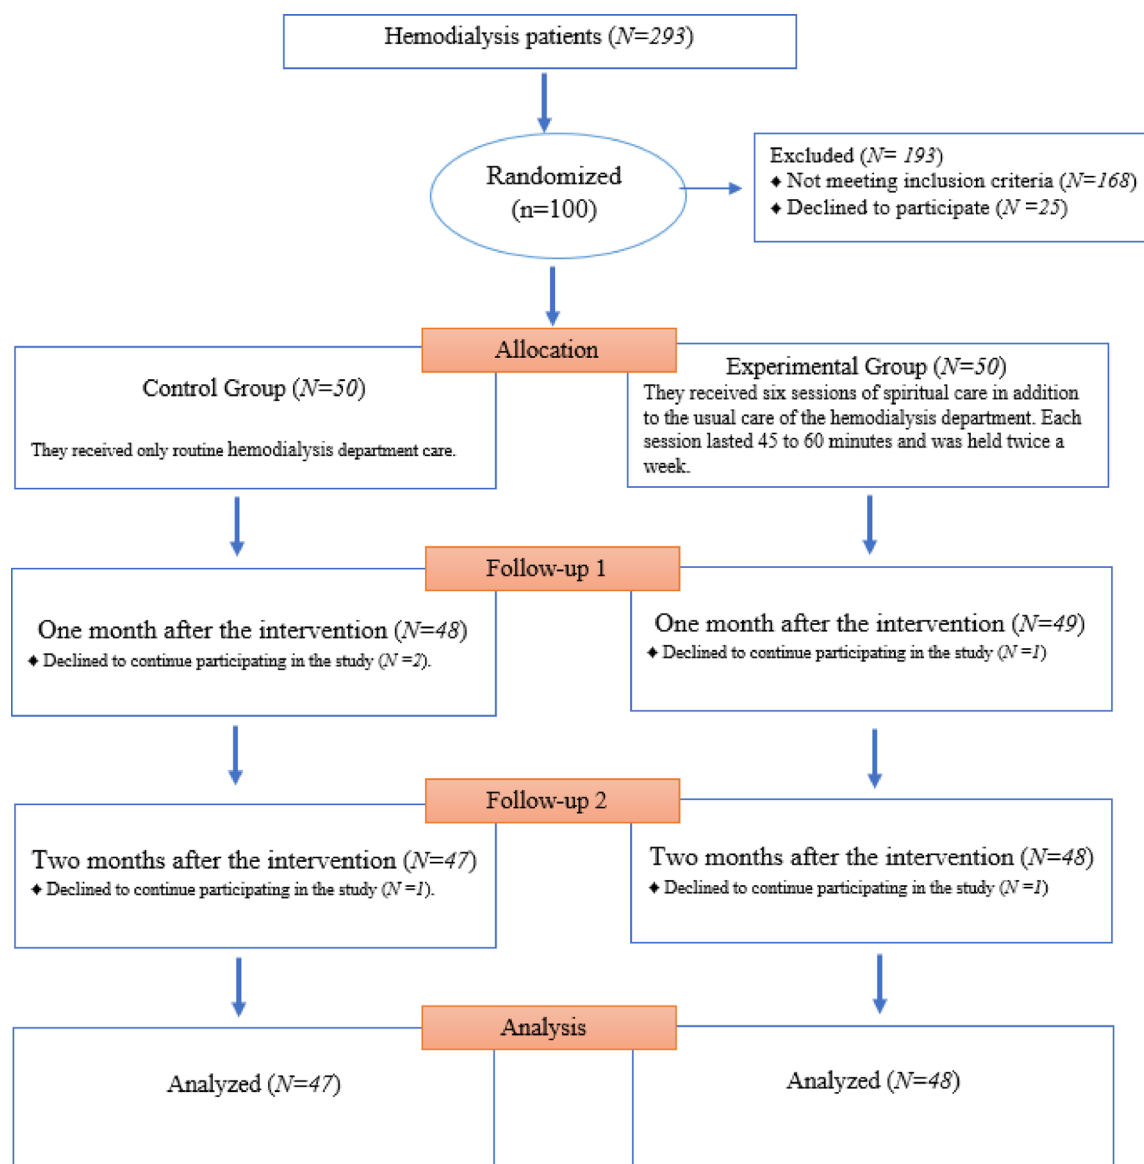 Hemodialysis patients (N=293)
Randomized
(n=100)
Excluded (N= 193)
♦ Not meeting inclusion criteria (N=168)
♦ Declined to participate (N =25)
Allocation
Control Group (N=50)
They received only routine hemodialysis department care.
Experimental Group (N=50)
They received six sessions of spiritual care in addition
to the usual care of the hemodialysis department. Each
session lasted 45 to 60 minutes and was held twice a
week.
Follow-up 1
One month after the intervention (N=48)
♦ Declined to continue participating in the study (N =2).
One month after the intervention (N=49)
♦ Declined to continue participating in the study (N =1)
Follow-up 2
Two months after the intervention (N=47)
♦ Declined to continue participating in the study (N =1).
Two months after the intervention (N=48)
♦ Declined to continue participating in the study (N =1)
Analysis
Analyzed (N=47)
Analyzed (N=48)